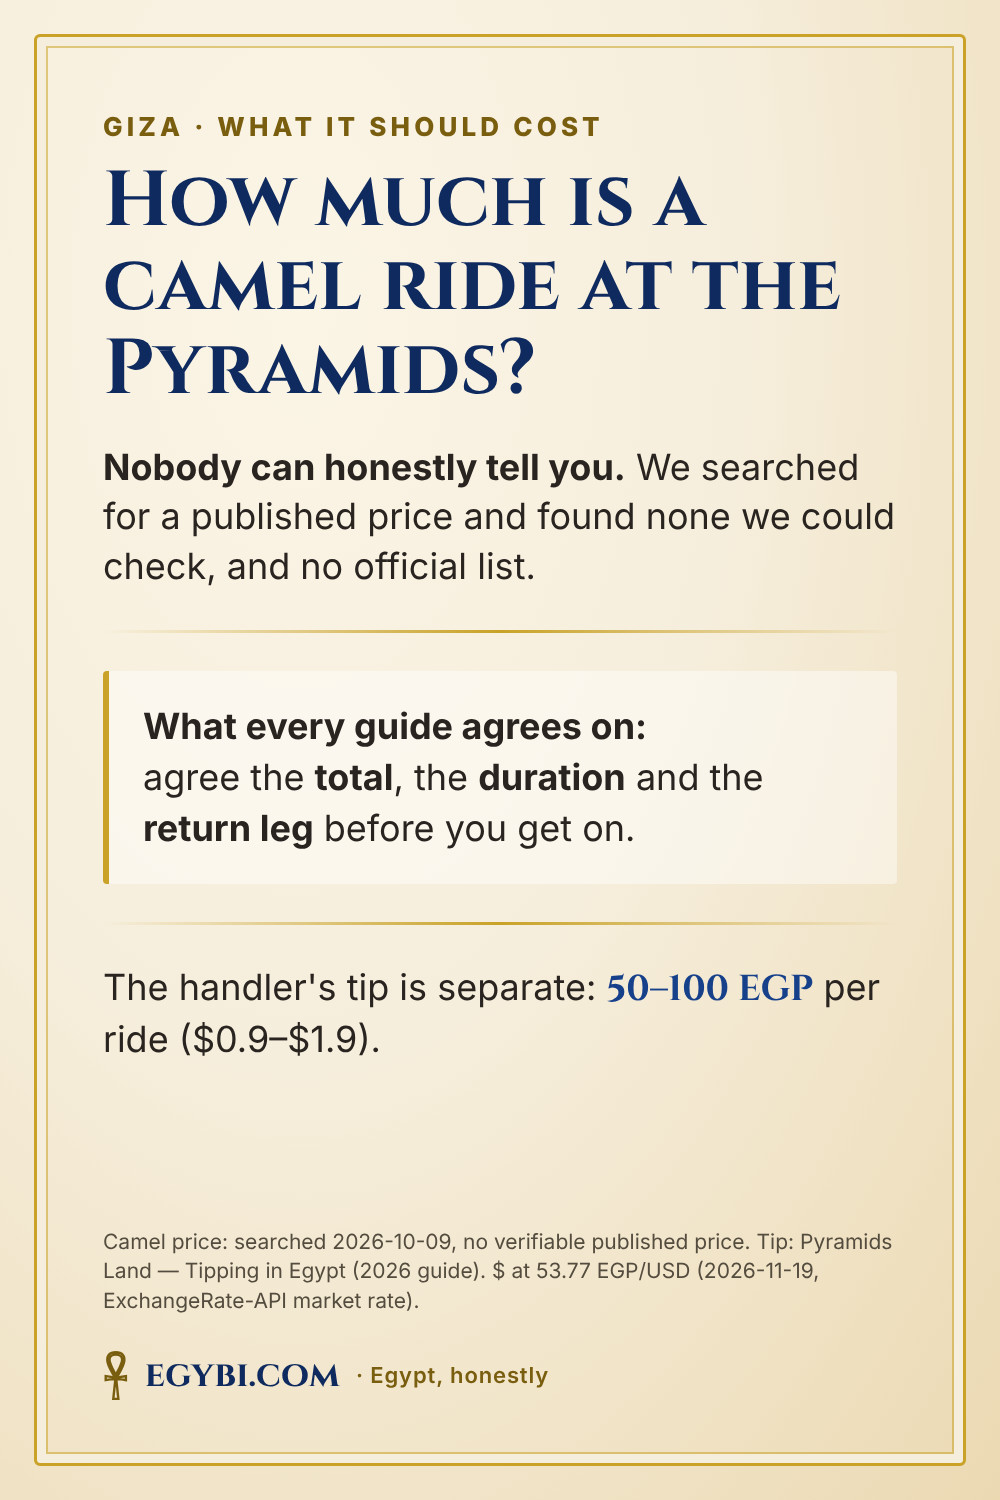 GIZA · WHAT IT SHOULD COST
How much is a
camel ride at the
Pyramids?
Nobody can honestly tell you. We searched
for a published price and found none we could
check, and no official list.
What every guide agrees on:
agree the total, the duration and the
return leg before you get on.
The handler's tip is separate: 50–100 EGP per
ride ($0.9–$1.9).
Camel price: searched 2026-10-09, no verifiable published price. Tip: Pyramids
Land — Tipping in Egypt (2026 guide). $ at 53.77 EGP/USD (2026-11-19,
ExchangeRate-API market rate).
EGYBI.COM · Egypt, honestly